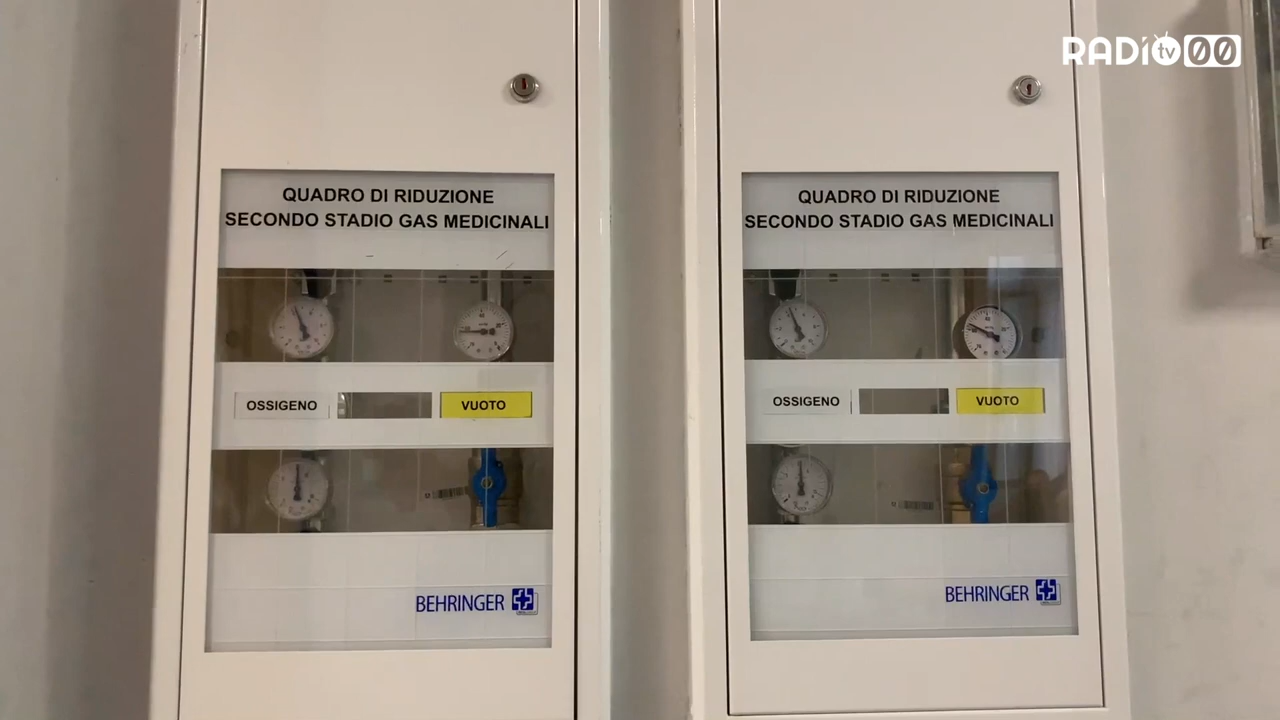 RADIO tv 00
QUADRO DI RIDUZIONE
SECONDO STADIO GAS MEDICINALI
OSSIGENO
VUOTO
BEHRINGER
QUADRO DI RIDUZIONE
SECONDO STADIO GAS MEDICINALI
OSSIGENO
VUOTO
BEHRINGER